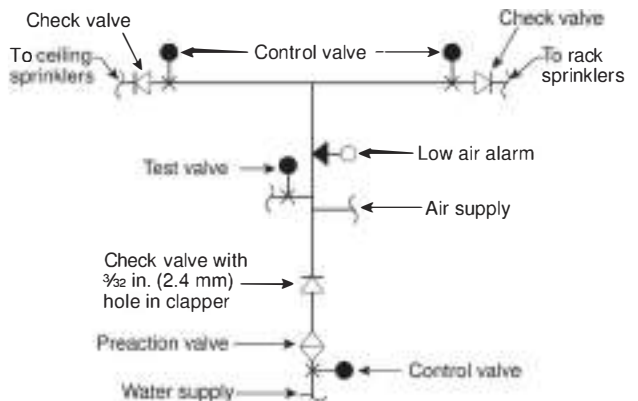 Check valve
Control valve
Check valve
To ceiling
sprinklers
To rack
sprinklers
Low air alarm
Test valve
Air supply
Check valve with
3⁄32 in. (2.4 mm)
hole in clapper
Preaction valve
Control valve
Water supply